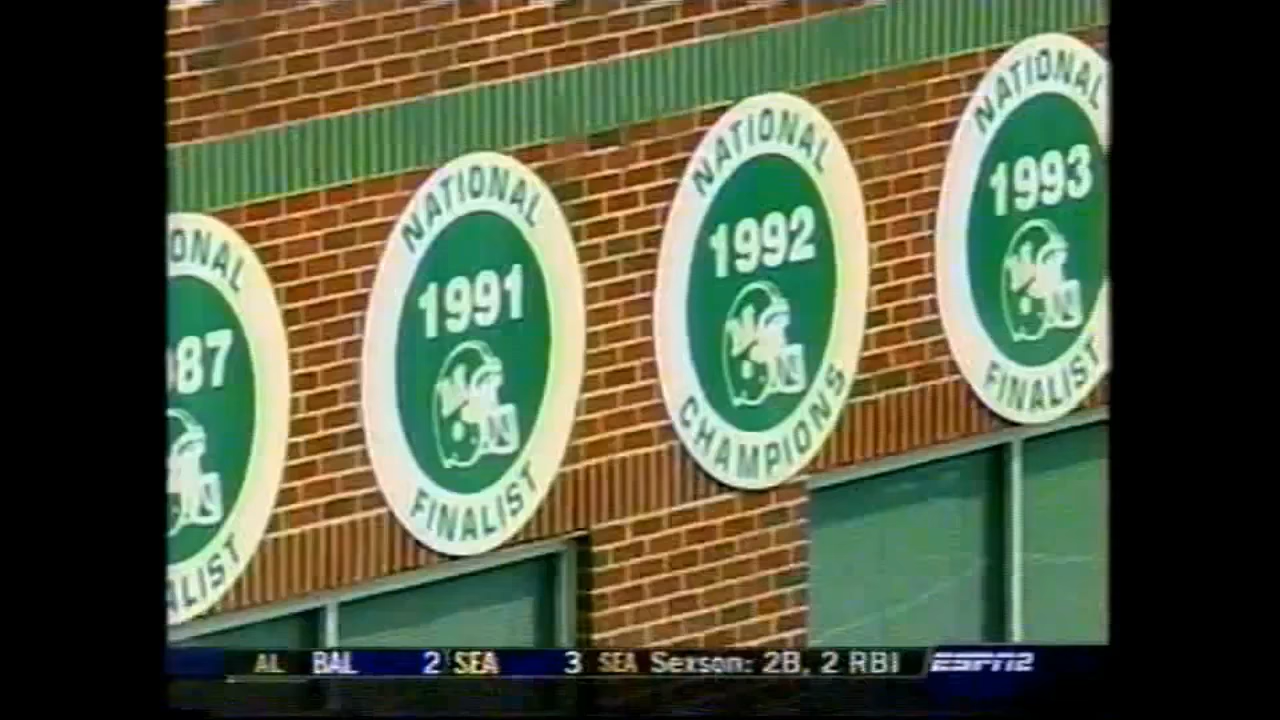 ONAL
87
ALIST
NATIONAL
1991
FINALIST
NATIONAL
1992
CHAMPIONS
NATIONAL
1993
FINALIST
AL BAL 2 SEA 3 SEA Sexson: 2B, 2 RBI ESPN2